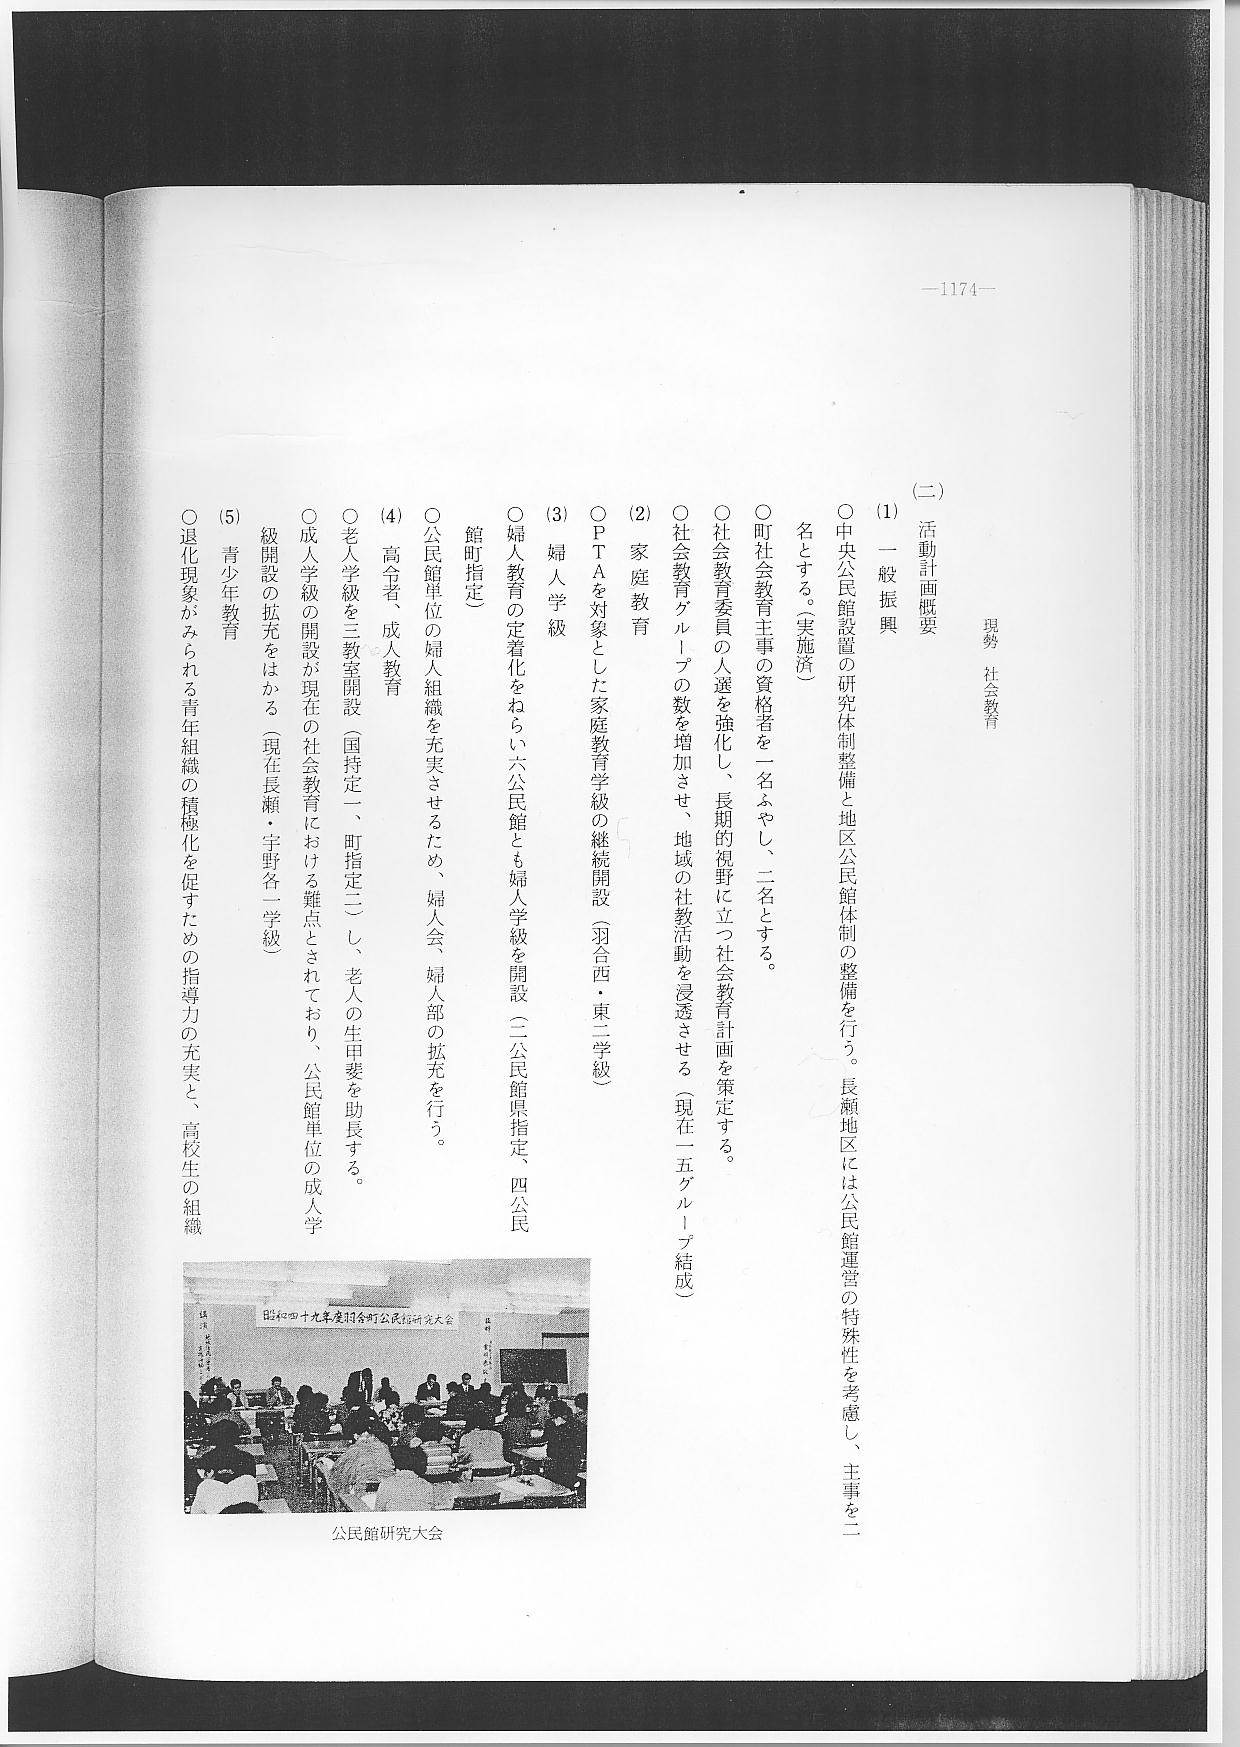 ―1174―
現勢　社会教育
㈡　活動計画概要
⑴　一般振興
○中央公民館設置の研究体制整備と地区公民館体制の整備を行う。長瀬地区には公民館運営の特殊性を考慮し、主事を二
名とする。（実施済）
○町社会教育主事の資格者を一名ふやし、二名とする。
○社会教育委員の人選を強化し、長期的視野に立つ社会教育計画を策定する。
○社会教育グループの数を増加させ、地域の社教活動を浸透させる（現在一五グループ結成）
⑵　家庭教育
○ＰＴＡを対象とした家庭教育学級の継続開設（羽合西・東二学級）
⑶　婦人学級
○婦人教育の定着化をねらい六公民館とも婦人学級を開設（二公民館県指定、四公民
館町指定）
○公民館単位の婦人組織を充実させるため、婦人会、婦人部の拡充を行う。
⑷　高令者、成人教育
○老人学級を三教室開設（国持定一、町指定二）し、老人の生甲斐を助長する。
○成人学級の開設が現在の社会教育における難点とされており、公民館単位の成人学
級開設の拡充をはかる（現在長瀬・宇野各一学級）
⑸　青少年教育
○退化現象がみられる青年組織の積極化を促すための指導力の充実と、高校生の組織
昭和四十九年度羽合町公民館研究大会
講演
公民館研究大会